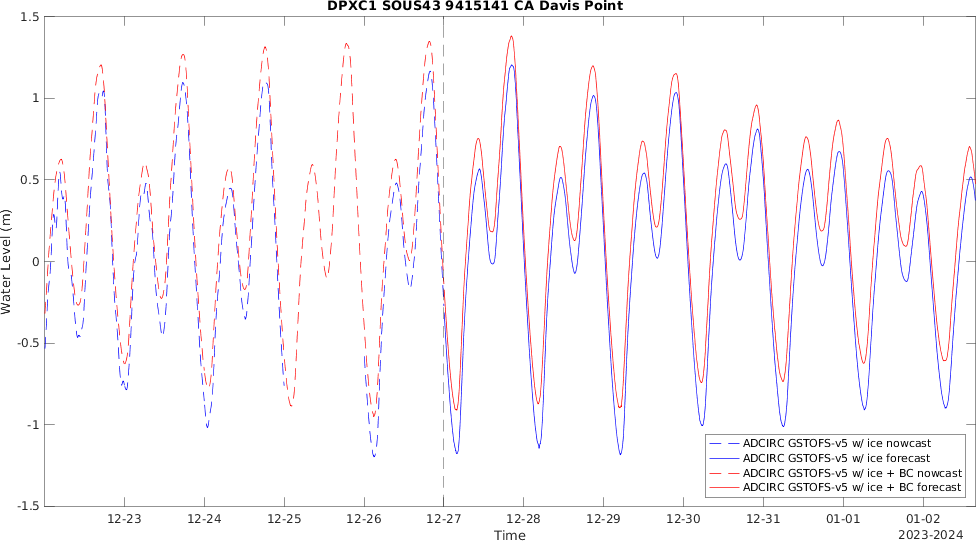 DPXC1 SOUS43 9415141 CA Davis Point
Water Level (m)
1.5
1
0.5
0
-0.5
-1
-1.5
12-23
12-24
12-25
12-26
12-27
12-28
12-29
12-30
12-31
01-01
01-02
Time
2023-2024
ADCIRC GSTOFS-v5 w/ ice nowcast
ADCIRC GSTOFS-v5 w/ ice forecast
ADCIRC GSTOFS-v5 w/ ice + BC nowcast
ADCIRC GSTOFS-v5 w/ ice + BC forecast